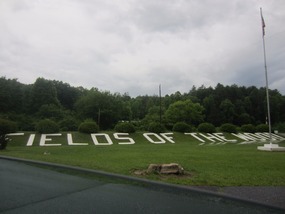 FIELDS OF THE